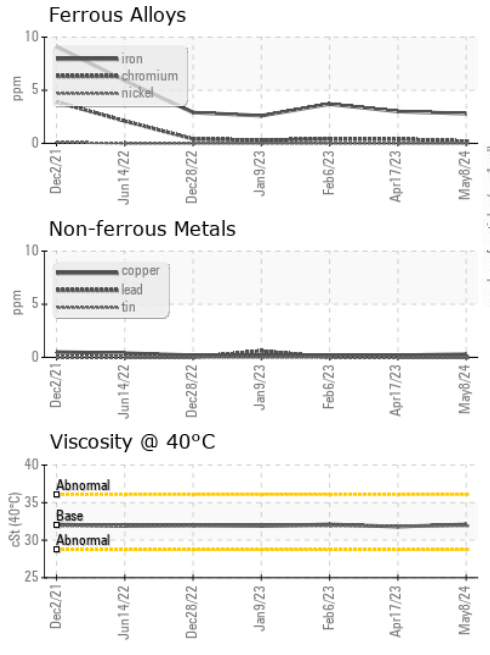 Ferrous Alloys
10
5
0
ppm
iron
chromium
nickel
Dec2/21
Jun14/22
Dec28/22
Jan9/23
Feb6/23
Apr17/23
May8/24
Non-ferrous Metals
10
5
0
ppm
copper
lead
tin
Dec2/21
Jun14/22
Dec28/22
Jan9/23
Feb6/23
Apr17/23
May8/24
Viscosity @ 40°C
40
35
30
25
cSt (40°C)
Abnormal
Base
Abnormal
Dec2/21
Jun14/22
Dec28/22
Jan9/23
Feb6/23
Apr17/23
May8/24